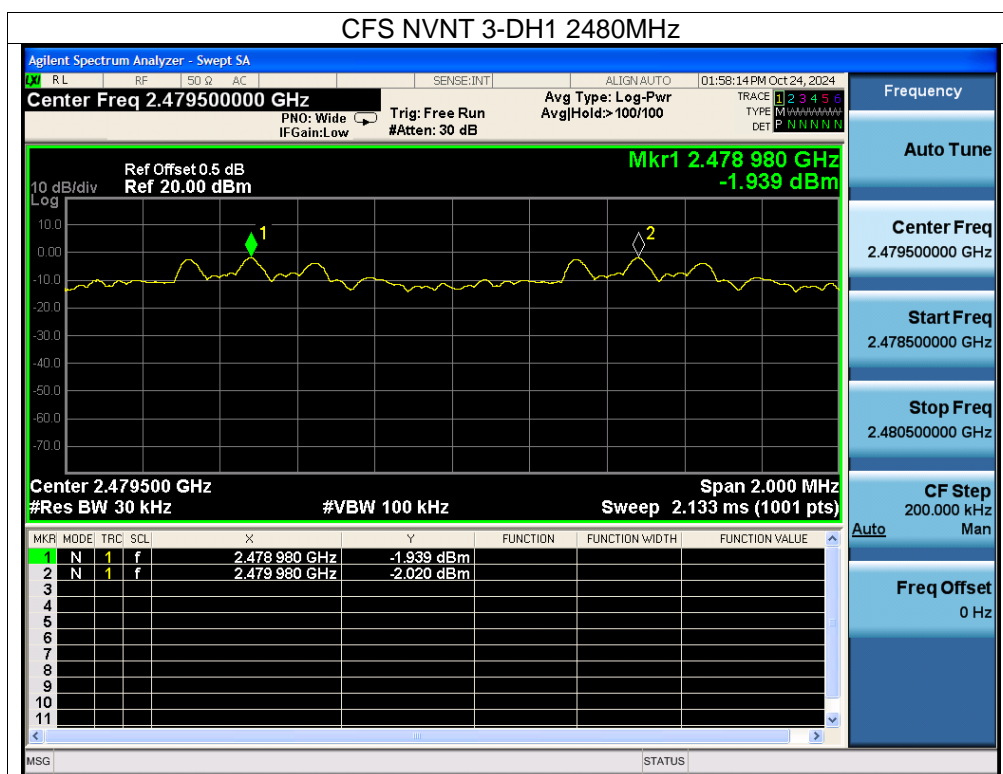 CFS NVNT 3-DH1 2480MHz
Agilent Spectrum Analyzer - Swept SA
LXI RL RF 50 Ω AC SENSE:INT ALIGN AUTO 01:58:14 PM Oct 24, 2024
Center Freq 2.479500000 GHz
PNO: Wide
IFGain:Low
Trig: Free Run
#Atten: 30 dB
Avg Type: Log-Pwr
Avg|Hold:>100/100
TRACE 1 2 3 4 5 6
TYPE M
DET P N N N N N
Ref Offset 0.5 dB
Ref 20.00 dBm
10 dB/div
Log
Mkr1 2.478 980 GHz
-1.939 dBm
10.0
0.00
-10.0
-20.0
-30.0
-40.0
-50.0
-60.0
-70.0
1
2
Center 2.479500 GHz Span 2.000 MHz
#Res BW 30 kHz #VBW 100 kHz Sweep 2.133 ms (1001 pts)
MKR MODE TRC SCL X Y FUNCTION FUNCTION WIDTH FUNCTION VALUE
1 N 1 f 2.478 980 GHz -1.939 dBm
2 N 1 f 2.479 980 GHz -2.020 dBm
3
4
5
6
7
8
9
10
11
MSG STATUS
Frequency
Auto Tune
Center Freq
2.479500000 GHz
Start Freq
2.478500000 GHz
Stop Freq
2.480500000 GHz
CF Step
200.000 kHz
Auto Man
Freq Offset
0 Hz